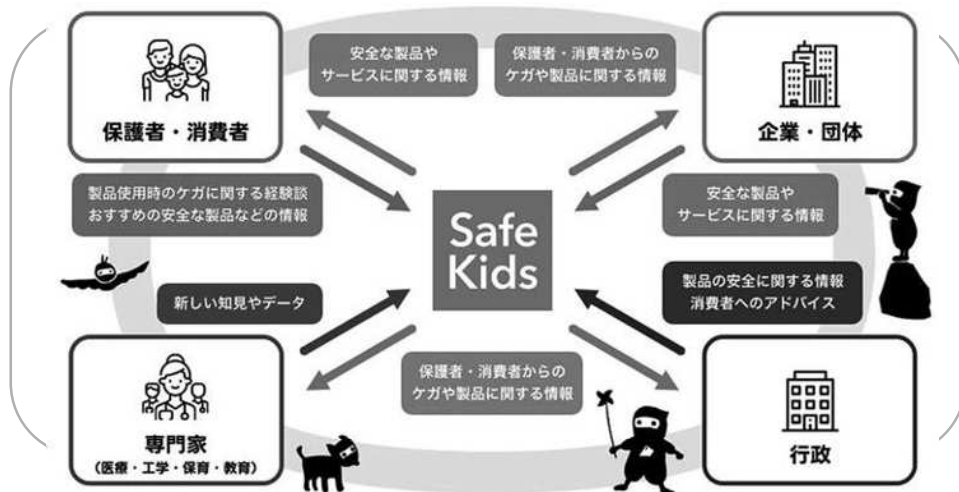 安全な製品や
サービスに関する情報
保護者・消費者からの
ケガや製品に関する情報
保護者・消費者
企業・団体
製品使用時のケガに関する経験談
おすすめの安全な製品などの情報
安全な製品や
サービスに関する情報
Safe
Kids
新しい知見やデータ
製品の安全に関する情報
消費者へのアドバイス
保護者・消費者からの
ケガや製品に関する情報
専門家
（医療・工学・保育・教育）
行政